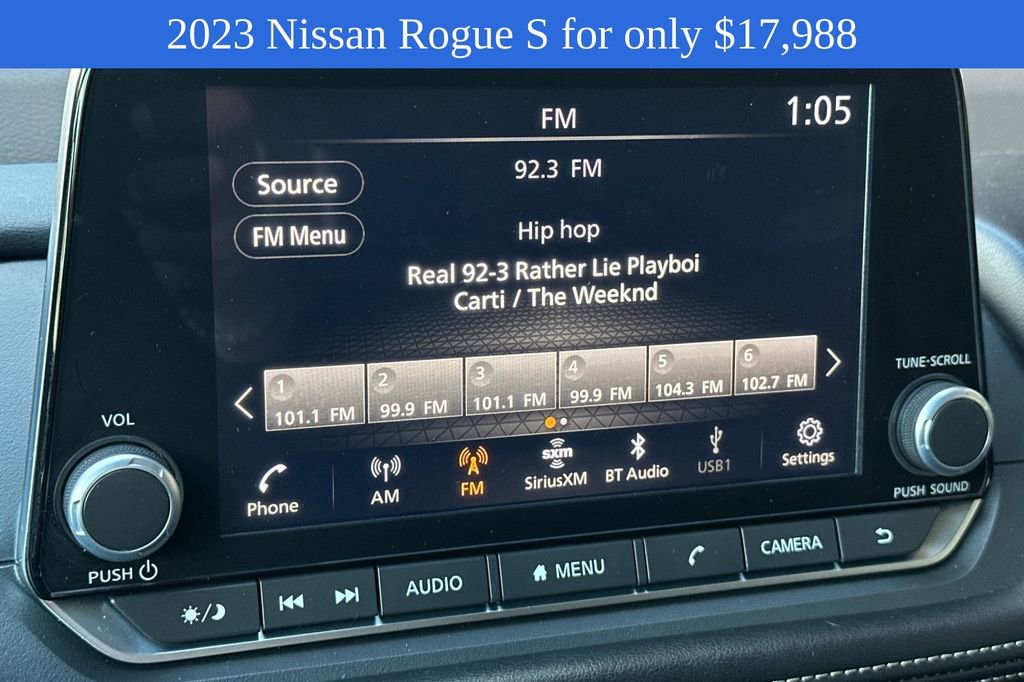 2023 Nissan Rogue S for only $17,988
FM
1:05
92.3 FM
Source
FM Menu
Hip hop
Real 92-3 Rather Lie Playboi
Carti / The Weeknd
1
101.1 FM
2
99.9 FM
3
101.1 FM
4
99.9 FM
5
104.3 FM
6
102.7 FM
TUNE·SCROLL
VOL
Phone
AM
FM
sxm
SiriusXM
BT Audio
USB1
Settings
PUSH SOUND
PUSH
AUDIO
MENU
CAMERA